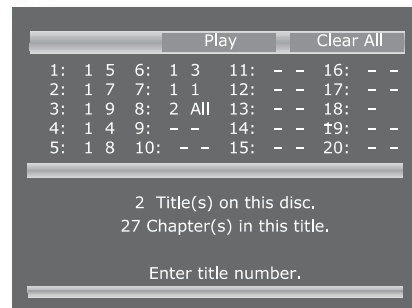 Play Clear All
1: 1 5 6: 1 3 11: – – 16: – –
2: 1 7 7: 1 1 12: – – 17: – –
3: 1 9 8: 2 All 13: – – 18: – –
4: 1 4 9: – – 14: – – 19: – –
5: 1 8 10: – – 15: – – 20: – –
2 Title(s) on this disc.
27 Chapter(s) in this title.
Enter title number.